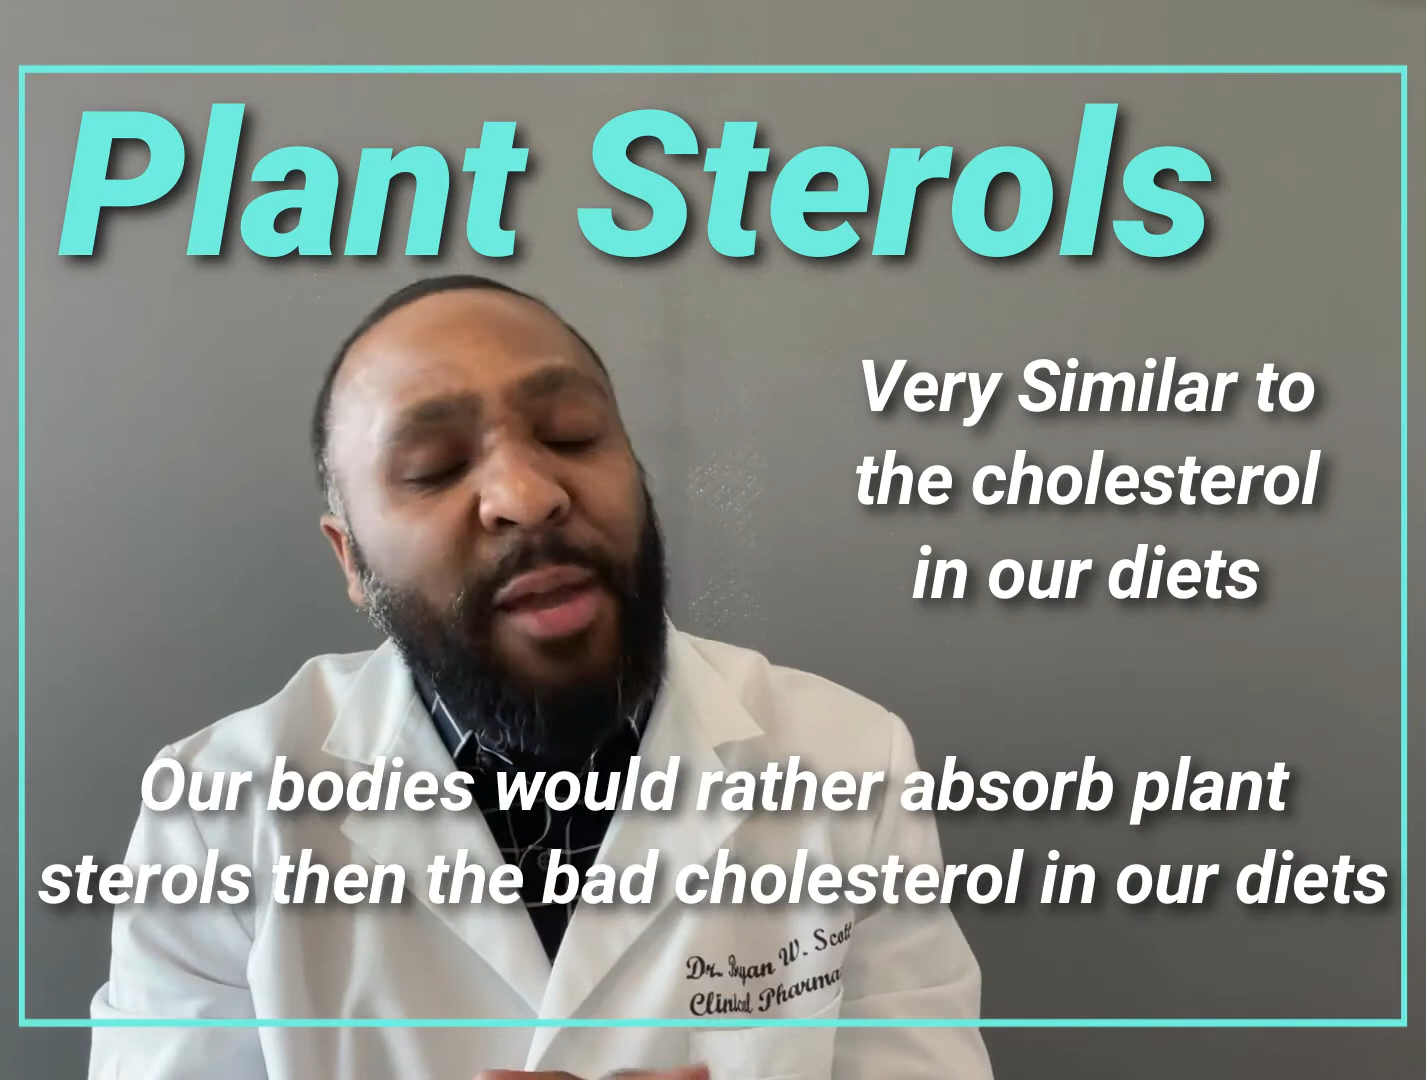 Plant Sterols
Very Similar to
the cholesterol
in our diets
Our bodies would rather absorb plant
sterols then the bad cholesterol in our diets
Dr. Bryan W. Scott
Clinical